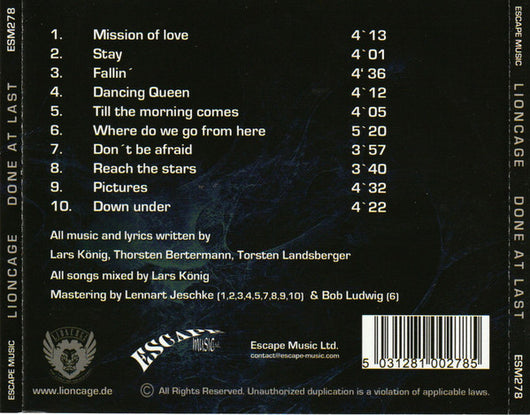 ESCAPE MUSIC LIONCAGE DONE AT LAST ESM278
1. Mission of love 4`13
2. Stay 4`01
3. Fallin´ 4‘ 36
4. Dancing Queen 4`12
5. Till the morning comes 4`05
6. Where do we go from here 5`20
7. Don´t be afraid 3`57
8. Reach the stars 3`40
9. Pictures 4`32
10. Down under 4`22
All music and lyrics written by
Lars König, Thorsten Bertermann, Torsten Landsberger
All songs mixed by Lars König
Mastering by Lennart Jeschke (1,2,3,4,5,7,8,9,10) & Bob Ludwig (6)
LIONCAGE
www.lioncage.de
ESCAPE
MUSIC
Escape Music Ltd.
contact@escape-music.com
5 031281 002785
© All Rights Reserved. Unauthorized duplication is a violation of applicable laws.
ESCAPE MUSIC LIONCAGE DONE AT LAST ESM278